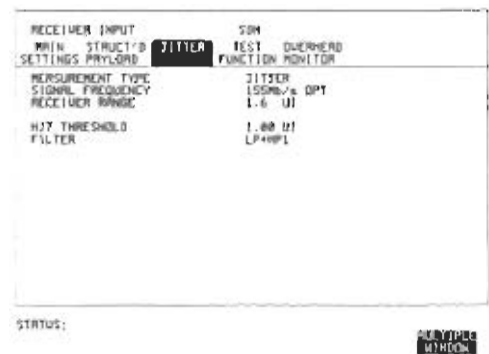 RECEIVER INPUT SDH
MAIN STRUCT'D JITTER TEST OVERHEAD
SETTINGS PAYLOAD FUNCTION MONITOR
MEASUREMENT TYPE JITTER
SIGNAL FREQUENCY 155Mb/s OPT
RECEIVER RANGE 1.6 UI
HIT THRESHOLD 1.00 UI
FILTER LP+HP1
STATUS:
MULTIPLE
WINDOW